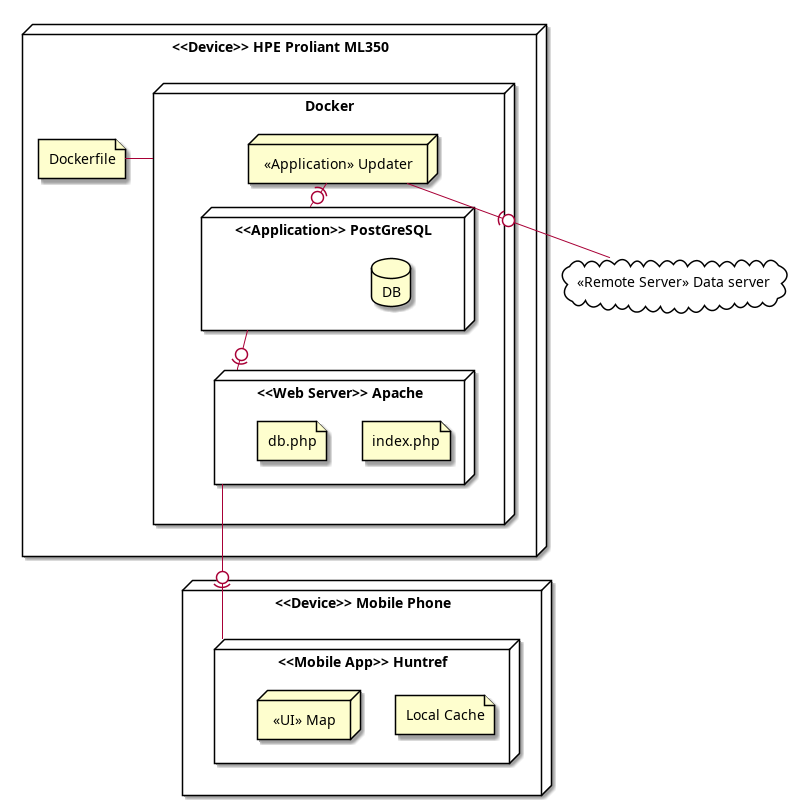 <<Device>> HPE Proliant ML350
Docker
Dockerfile
«Application» Updater
<<Application>> PostGreSQL
DB
«Remote Server» Data server
<<Web Server>> Apache
db.php
index.php
<<Device>> Mobile Phone
<<Mobile App>> Huntref
«UI» Map
Local Cache